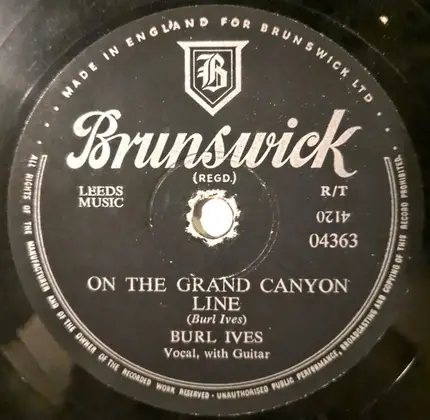 · MADE IN ENGLAND FOR BRUNSWICK LTD ·
B
Brunswick
(REGD.)
LEEDS
MUSIC
R/T
4120
04363
ON THE GRAND CANYON
LINE
(Burl Ives)
BURL IVES
Vocal, with Guitar
ALL RIGHTS OF THE MANUFACTURER AND OF THE OWNER OF THE RECORDED WORK RESERVED · UNAUTHORISED PUBLIC PERFORMANCE, BROADCASTING AND COPYING OF THIS RECORD PROHIBITED